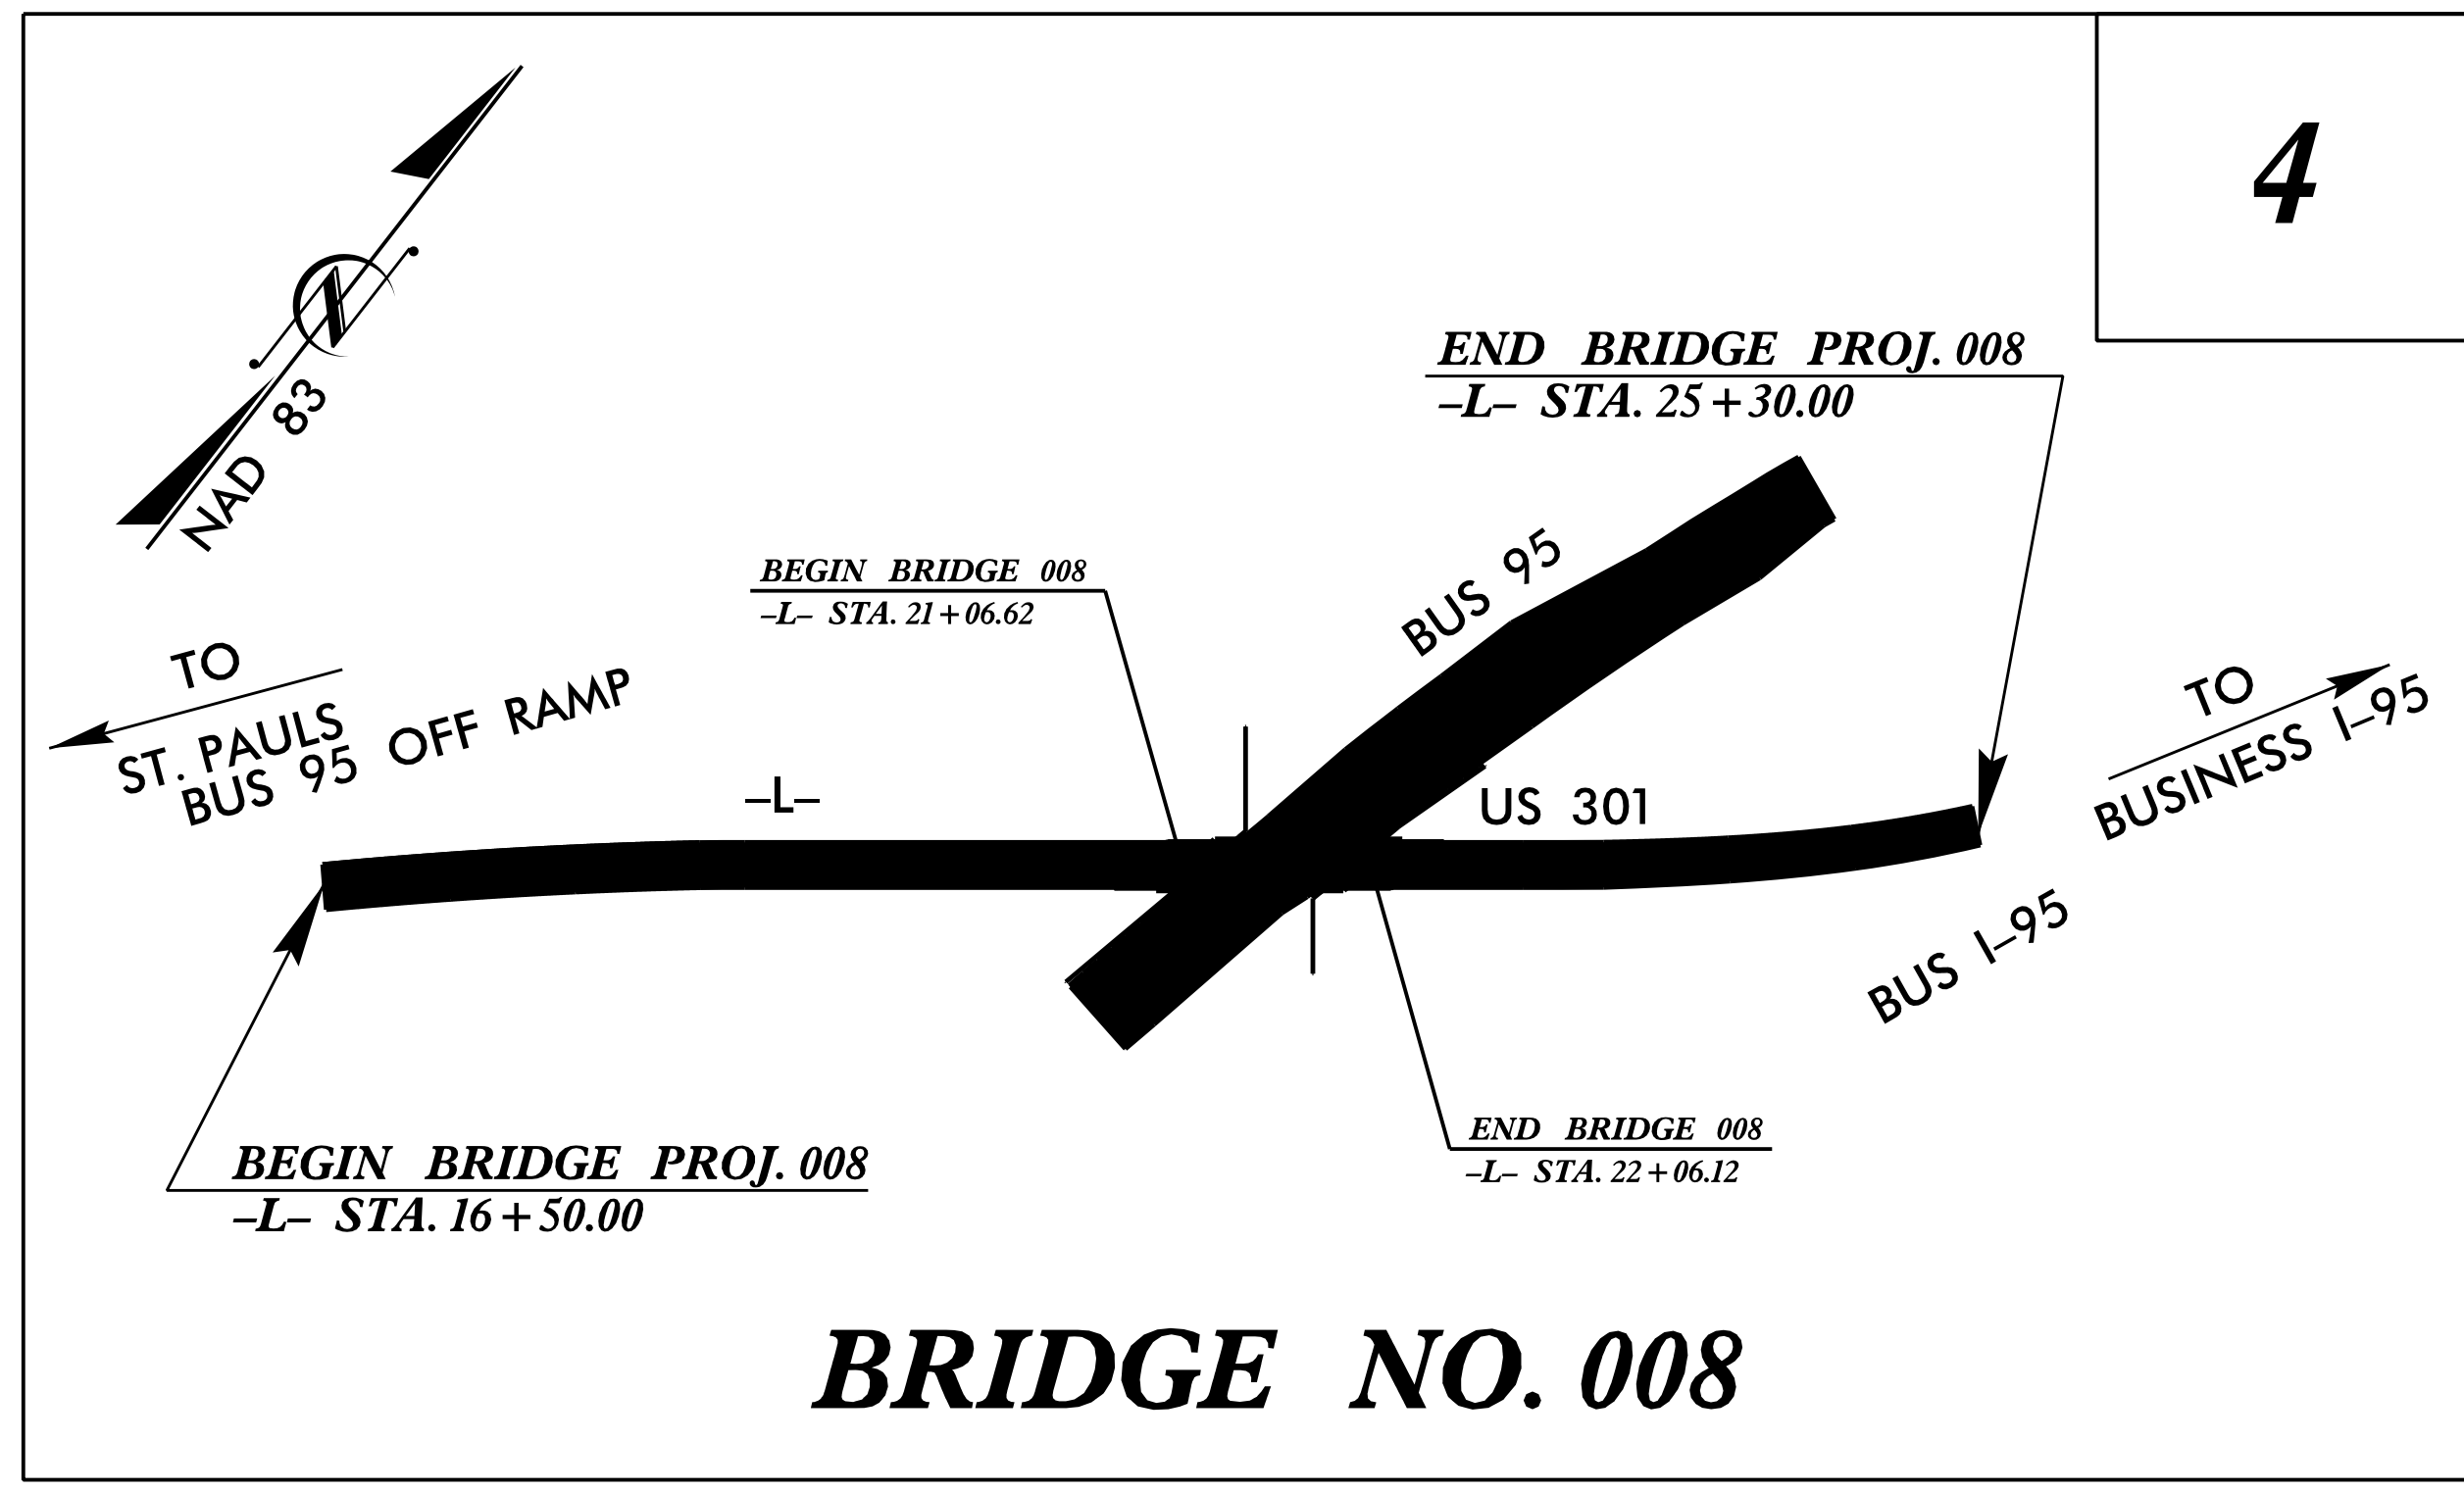 4
N
NAD 83
END BRIDGE PROJ. 008
–L– STA. 25+30.00
BEGIN BRIDGE 008
–L– STA. 21+06.62
BUS 95
TO
ST. PAULS
BUS 95 OFF RAMP
–L–
US 301
TO
BUSINESS I–95
BUS I–95
BEGIN BRIDGE PROJ. 008
–L– STA. 16+50.00
END BRIDGE 008
–L– STA. 22+06.12
BRIDGE NO. 008